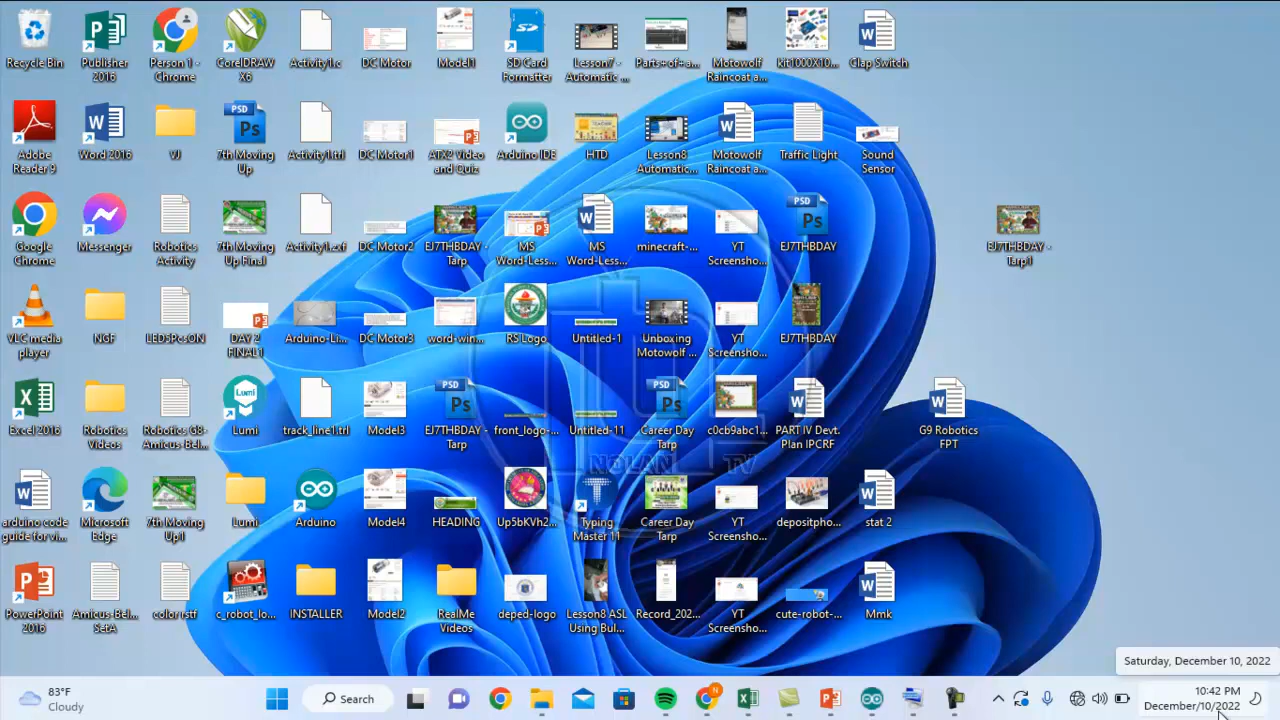 Recycle Bin
Publisher
2016
Person 1 -
Chrome
CorelDRAW
X6
Activity1.c
DC Motor
Model1
SD Card
Formatter
Lesson7 -
Automatic ...
Parts+of+a...
Motowolf
Raincoat a...
kit1000X10...
Clap Switch
Adobe
Reader 9
Word 2016
VJ
7th Moving
Up
Activity1.trl
DC Motor1
ATX2 Video
and Quiz
Arduino IDE
HTD
Lesson8
Automatic...
Motowolf
Raincoat a...
Traffic Light
Sound
Sensor
Google
Chrome
Messenger
Robotics
Activity
7th Moving
Up Final
Activity1.exf
DC Motor2
EJ7THBDAY -
Tarp
MS
Word-Less...
MS
Word-Less...
minecraft-...
YT
Screensho...
EJ7THBDAY
EJ7THBDAY -
Tarp1
VLC media
player
NGF
LED5PcsON
DAY 2
FINAL1
Arduino-Li...
DC Motor3
word-win...
RS Logo
Untitled-1
Unboxing
Motowolf ...
YT
Screensho...
EJ7THBDAY
Excel 2016
Robotics
Videos
Robotics G8-
Amicus Bel...
Lumi
track_line1.trl
Model3
EJ7THBDAY -
Tarp
front_logo-...
Untitled-11
Career Day
Tarp
c0cb9abc1...
PART IV Devt.
Plan IPCRF
G9 Robotics
FPT
NOLAN TV
arduino code
guide for vi...
Microsoft
Edge
7th Moving
Up1
Lumi
Arduino
Model4
HEADING
Up5bKVh2...
Typing
Master 11
Career Day
Tarp
YT
Screensho...
depositpho...
stat 2
PowerPoint
2016
Amicus Bel...
SetA
collin.rstf
c_robot_lo...
INSTALLER
Model2
RealMe
Videos
deped-logo
Lesson8 ASL
Using Bul...
Record_202...
YT
Screensho...
cute-robot-...
Mmk
Saturday, December 10, 2022
83°F
Cloudy
Search
10:42 PM
December/10/2022